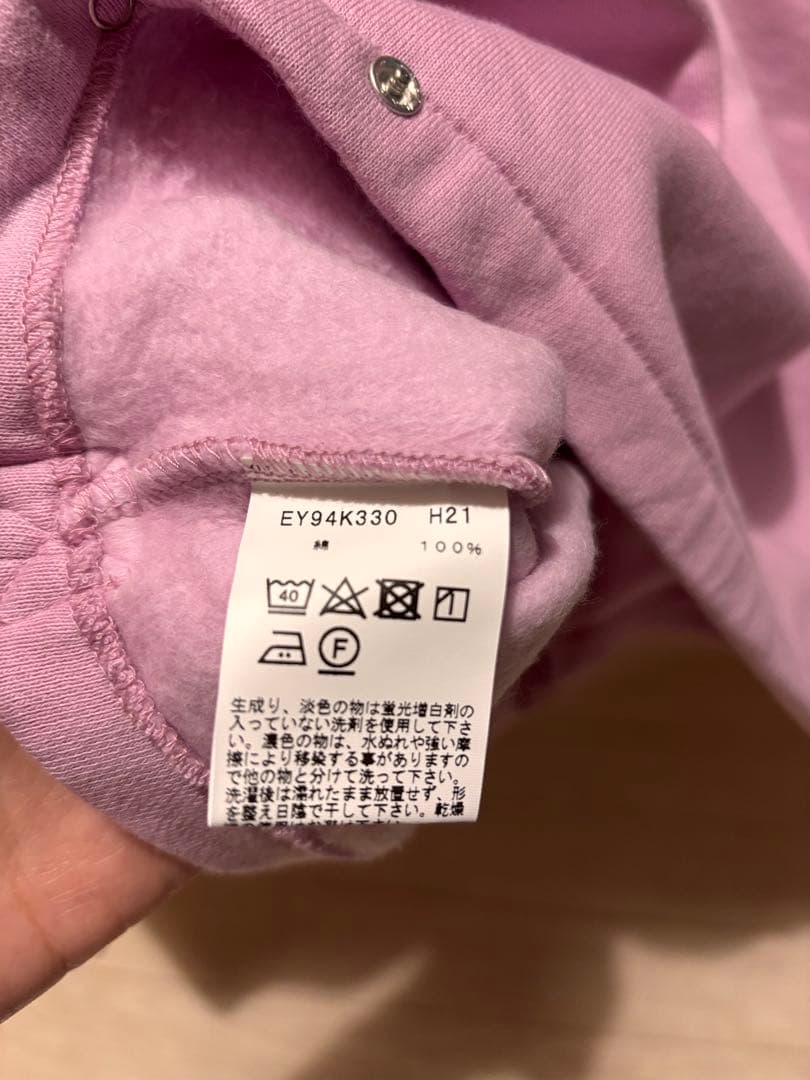 EY94K330 H21
綿 100%
40
F
生成り、淡色の物は蛍光増白剤の
入っていない洗剤を使用して下さ
い。濃色の物は、水ぬれや強い摩
擦により移染する事がありますの
で他の物と分けて洗って下さい。
洗濯後は濡れたまま放置せず、形
を整え日陰で干して下さい。乾燥